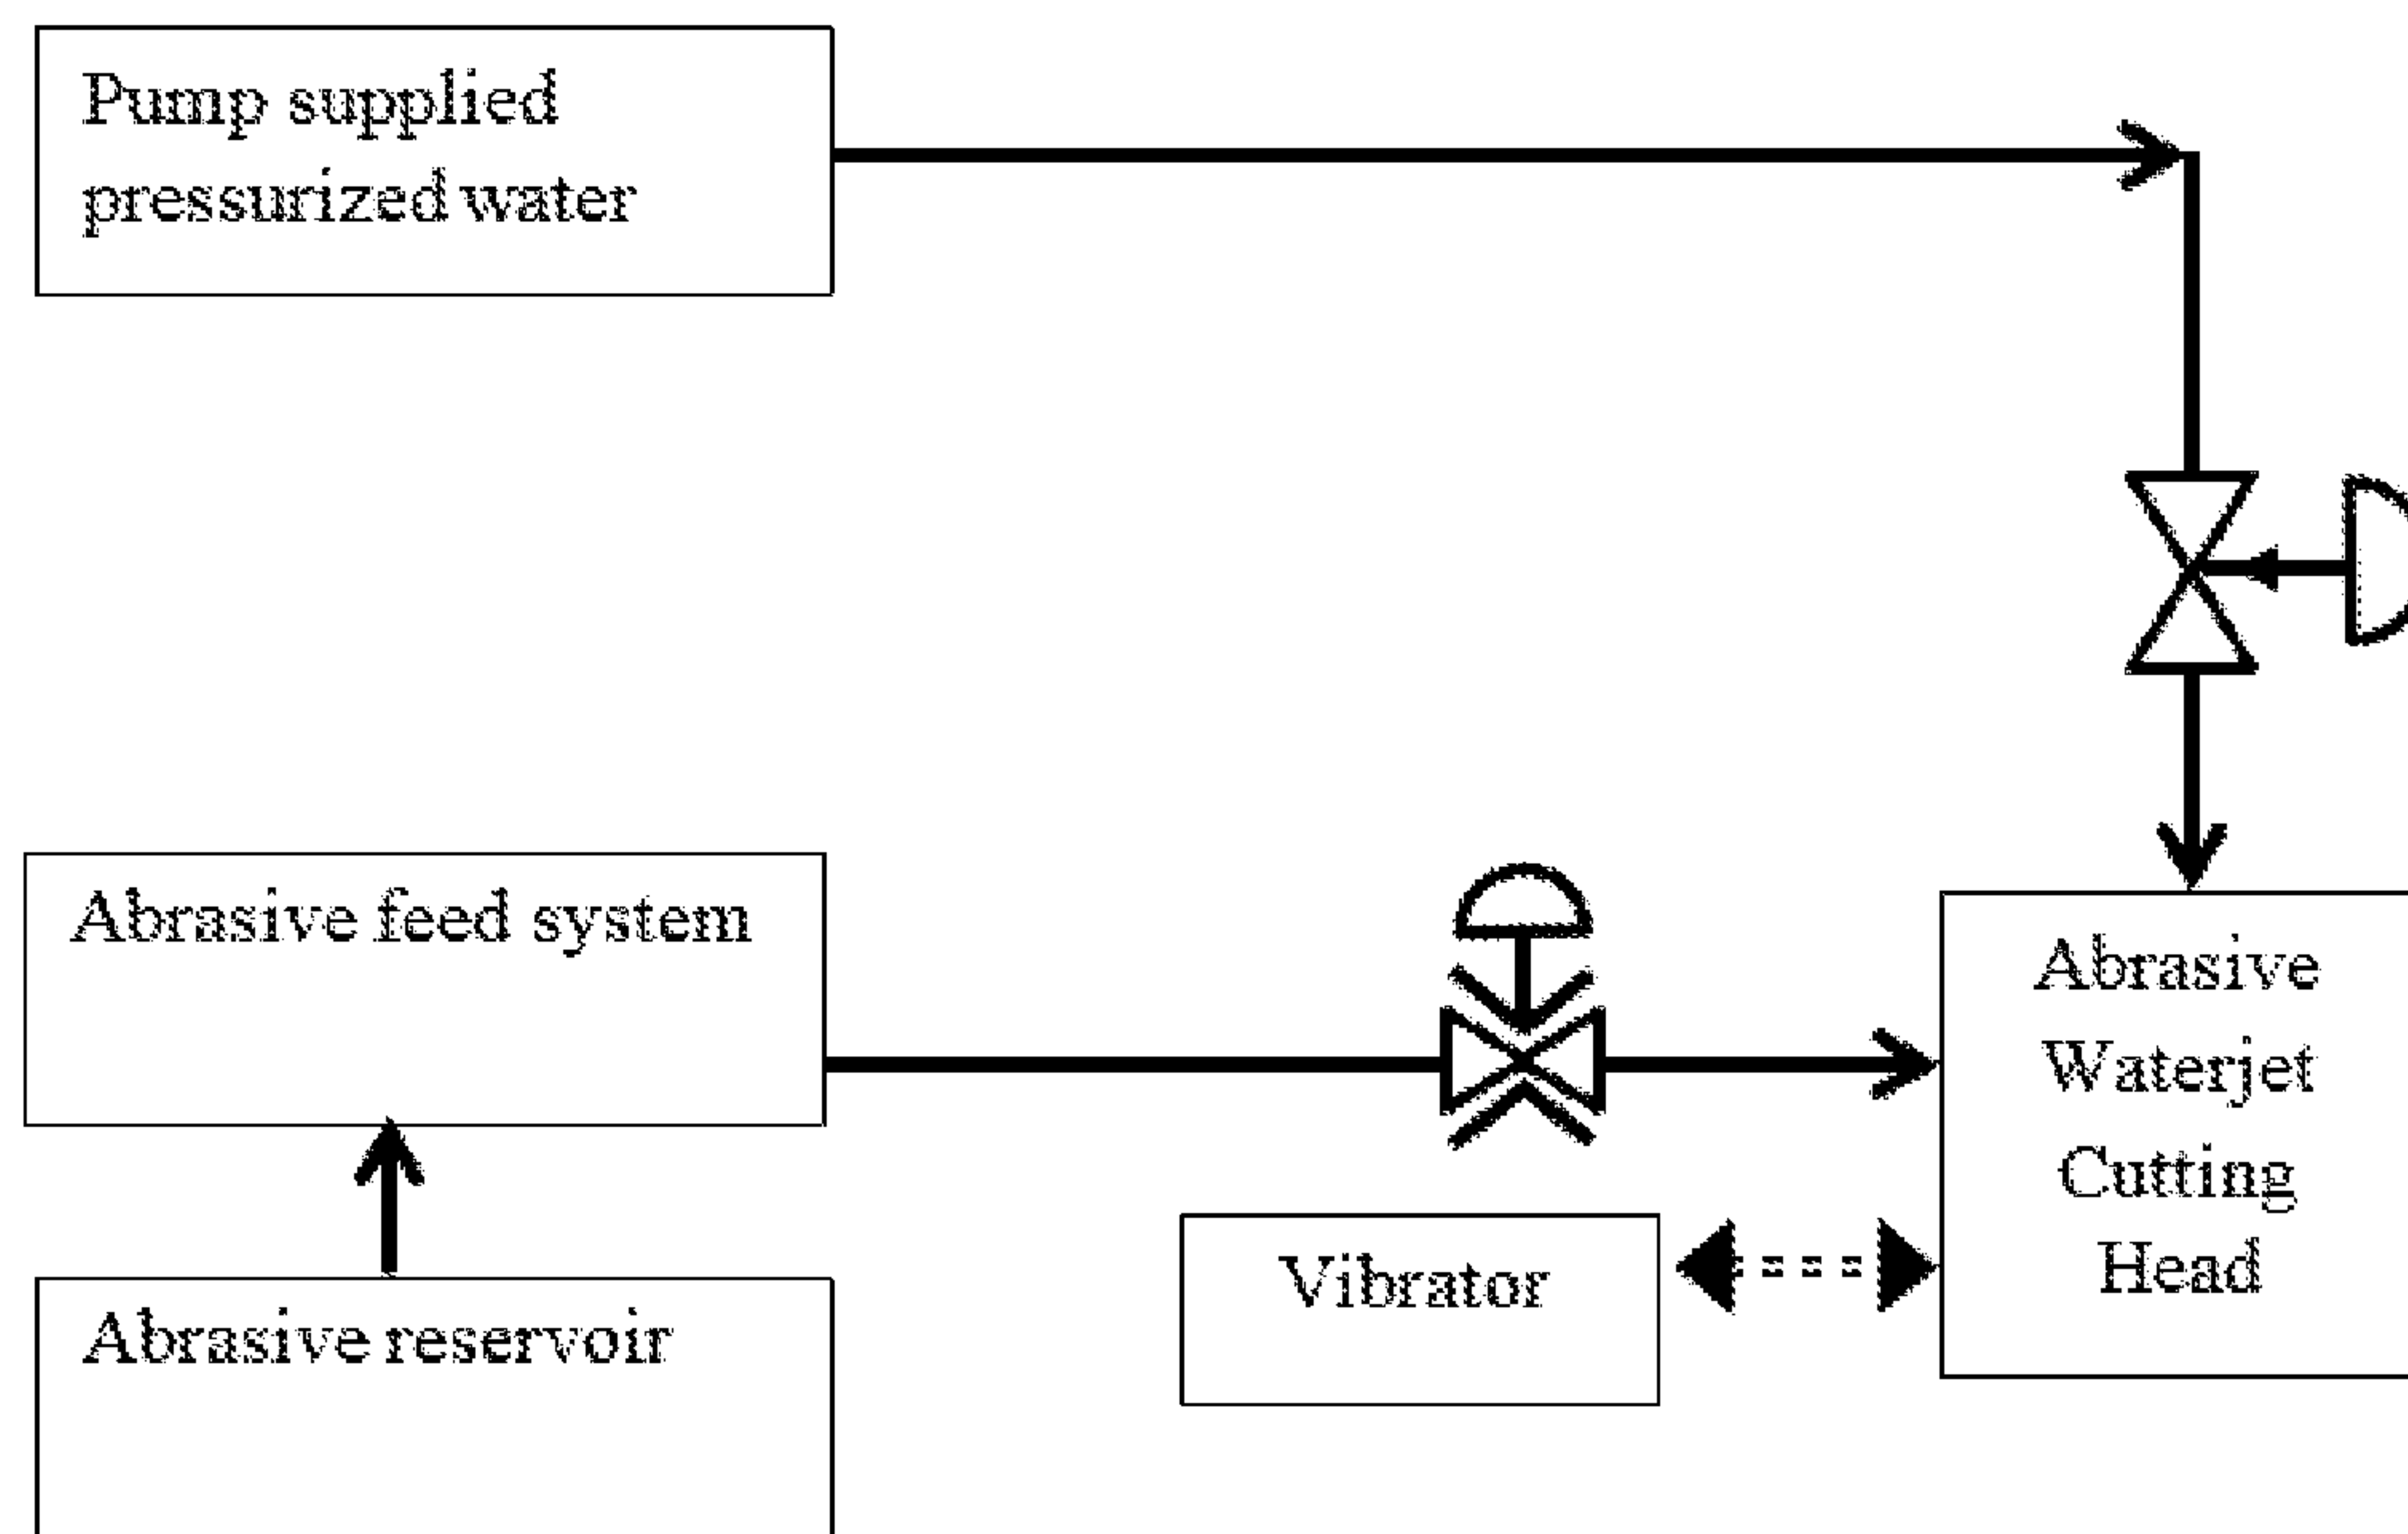 Pump supplied
pressurized water
Abrasive feed system
Abrasive
Waterjet
Cutting
Head
Vibrator
Abrasive reservoir